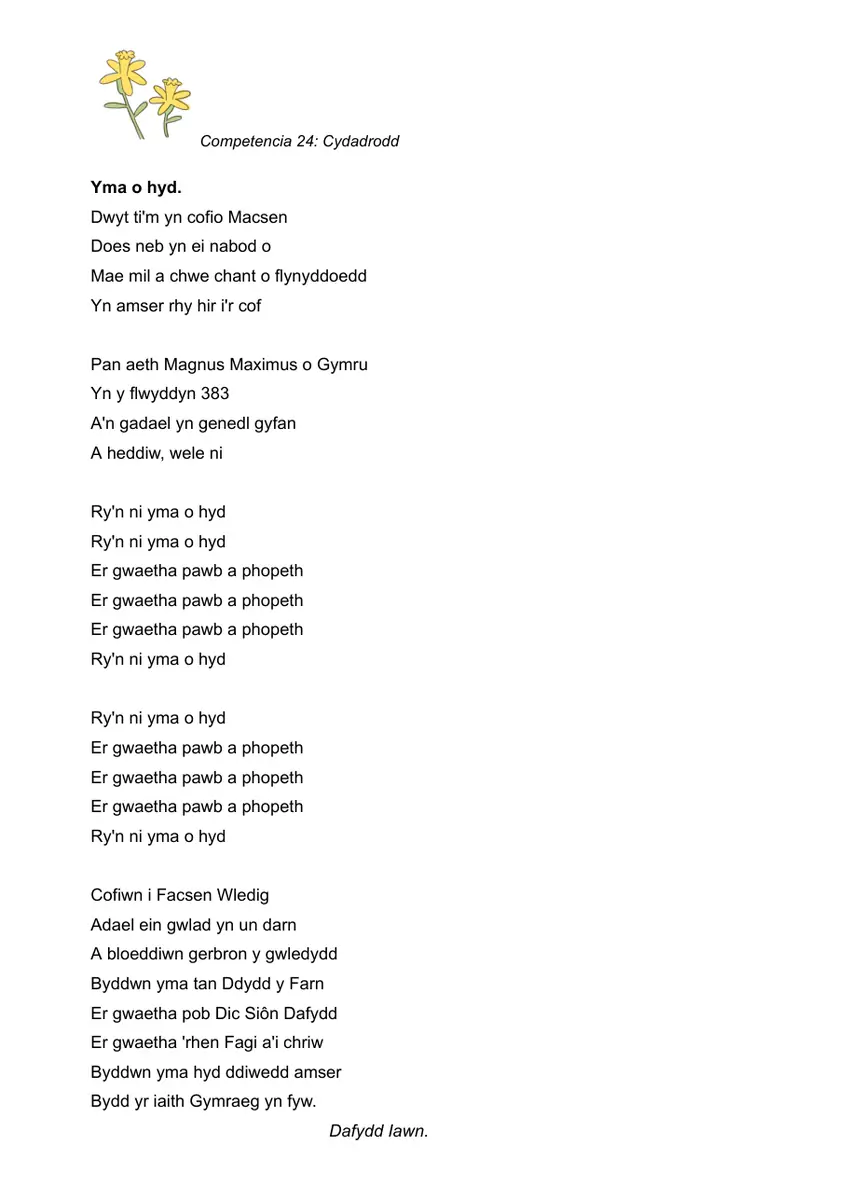 Competencia 24: Cydadrodd
Yma o hyd.
Dwyt ti'm yn cofio Macsen
Does neb yn ei nabod o
Mae mil a chwe chant o flynyddoedd
Yn amser rhy hir i'r cof
Pan aeth Magnus Maximus o Gymru
Yn y flwyddyn 383
A'n gadael yn genedl gyfan
A heddiw, wele ni
Ry'n ni yma o hyd
Ry'n ni yma o hyd
Er gwaetha pawb a phopeth
Er gwaetha pawb a phopeth
Er gwaetha pawb a phopeth
Ry'n ni yma o hyd
Ry'n ni yma o hyd
Er gwaetha pawb a phopeth
Er gwaetha pawb a phopeth
Er gwaetha pawb a phopeth
Ry'n ni yma o hyd
Cofiwn i Facsen Wledig
Adael ein gwlad yn un darn
A bloeddiwn gerbron y gwledydd
Byddwn yma tan Ddydd y Farn
Er gwaetha pob Dic Siôn Dafydd
Er gwaetha 'rhen Fagi a'i chriw
Byddwn yma hyd ddiwedd amser
Bydd yr iaith Gymraeg yn fyw.
Dafydd Iawn.